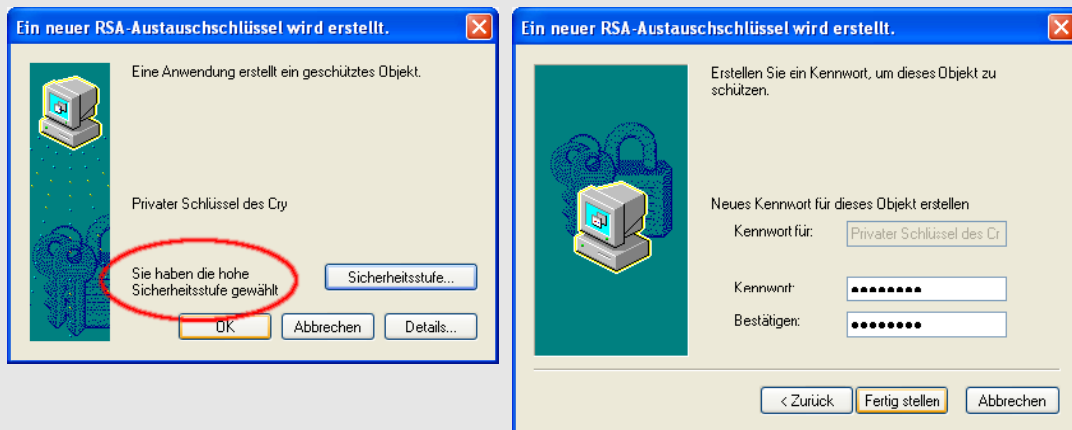 Ein neuer RSA-Austauschschlüssel wird erstellt.
Eine Anwendung erstellt ein geschütztes Objekt.
Privater Schlüssel des Cry
Sie haben die hohe
Sicherheitsstufe gewählt
Sicherheitsstufe...
OK
Abbrechen
Details...
Ein neuer RSA-Austauschschlüssel wird erstellt.
Erstellen Sie ein Kennwort, um dieses Objekt zu
schützen.
Neues Kennwort für dieses Objekt erstellen
Kennwort für:
Privater Schlüssel des Cr
Kennwort:
Bestätigen:
< Zurück
Fertig stellen
Abbrechen